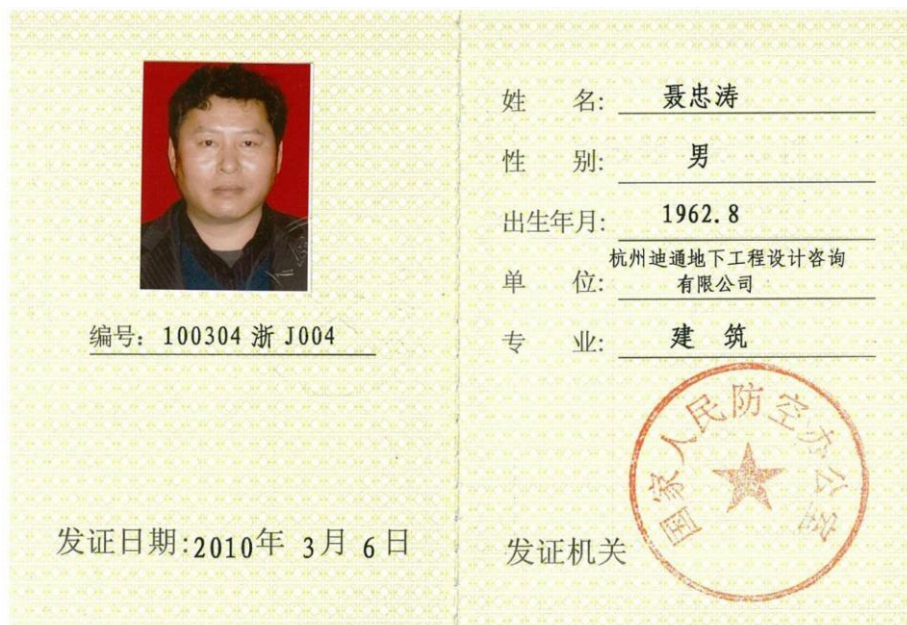 编号: 100304 浙 J004
发证日期:2010年 3月 6日
姓 名: 聂忠涛
性 别: 男
出生年月: 1962.8
单 位: 杭州迪通地下工程设计咨询
有限公司
专 业: 建 筑
国家人民防空办公室
发证机关